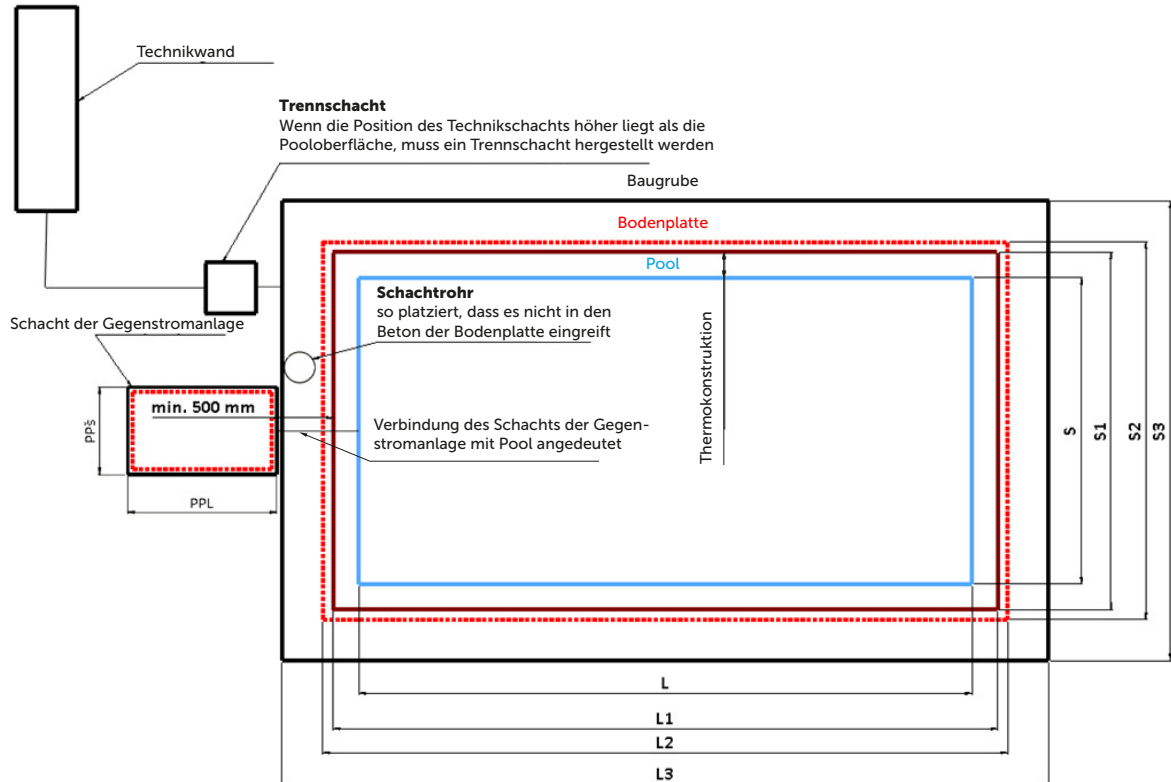 Technikwand
Trennschacht
Wenn die Position des Technikschachts höher liegt als die
Pooloberfläche, muss ein Trennschacht hergestellt werden
Baugrube
Bodenplatte
Pool
Schachtrohr
so platziert, dass es nicht in den
Beton der Bodenplatte eingreift
Schacht der Gegenstromanlage
Thermokonstruktion
min. 500 mm
Verbindung des Schachts der Gegen-
stromanlage mit Pool angedeutet
PPš
PPL
S
S1
S2
S3
L
L1
L2
L3